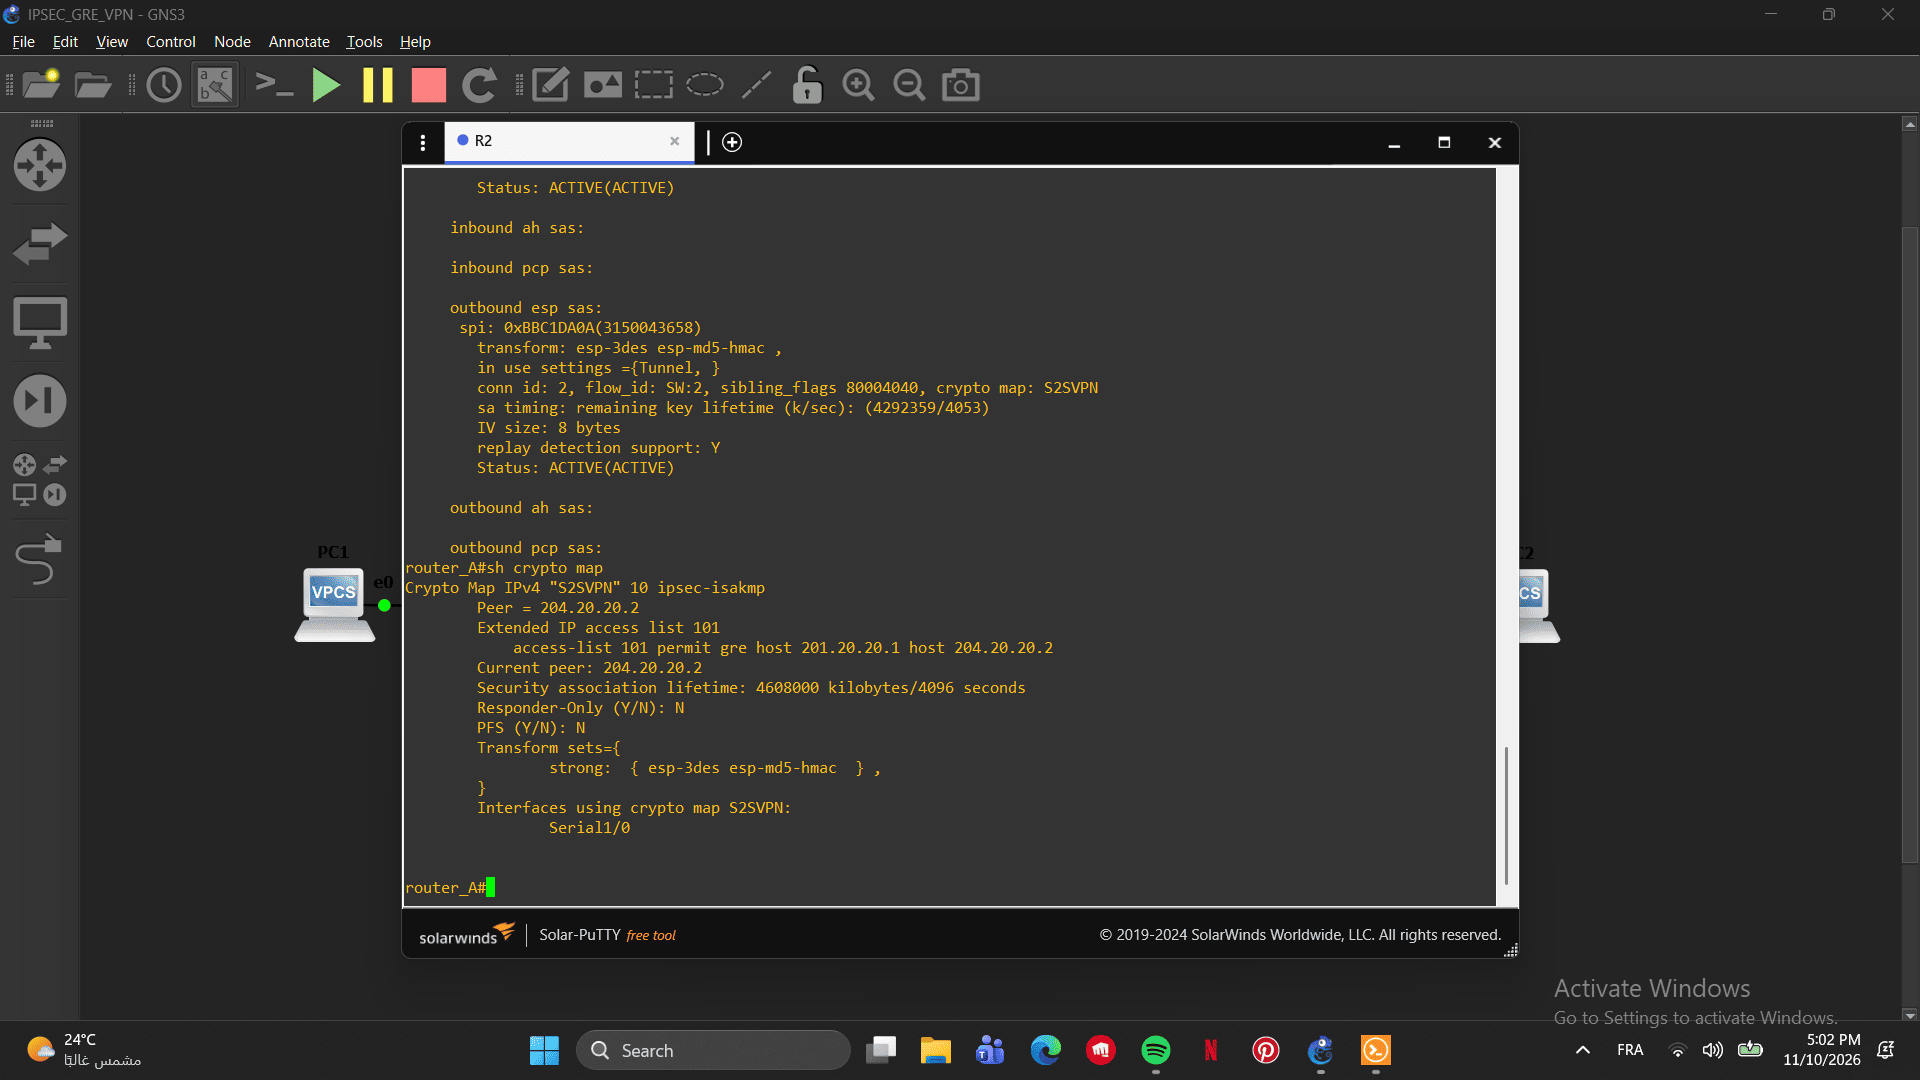 IPSEC_GRE_VPN - GNS3
File Edit View Control Node Annotate Tools Help
R2
Status: ACTIVE(ACTIVE)
inbound ah sas:
inbound pcp sas:
outbound esp sas:
spi: 0xBBC1DA0A(3150043658)
transform: esp-3des esp-md5-hmac ,
in use settings ={Tunnel, }
conn id: 2, flow_id: SW:2, sibling_flags 80004040, crypto map: S2SVPN
sa timing: remaining key lifetime (k/sec): (4292359/4053)
IV size: 8 bytes
replay detection support: Y
Status: ACTIVE(ACTIVE)
outbound ah sas:
outbound pcp sas:
router_A#sh crypto map
Crypto Map IPv4 "S2SVPN" 10 ipsec-isakmp
Peer = 204.20.20.2
Extended IP access list 101
access-list 101 permit gre host 201.20.20.1 host 204.20.20.2
Current peer: 204.20.20.2
Security association lifetime: 4608000 kilobytes/4096 seconds
Responder-Only (Y/N): N
PFS (Y/N): N
Transform sets={
strong: { esp-3des esp-md5-hmac } ,
}
Interfaces using crypto map S2SVPN:
Serial1/0
router_A#
PC1
VPCS
e0
C2
CS
solarwinds
Solar-PuTTY free tool
© 2019-2024 SolarWinds Worldwide, LLC. All rights reserved.
Activate Windows
Go to Settings to activate Windows.
24°C
مشمس غالبًا
Search
FRA
5:02 PM
11/10/2026